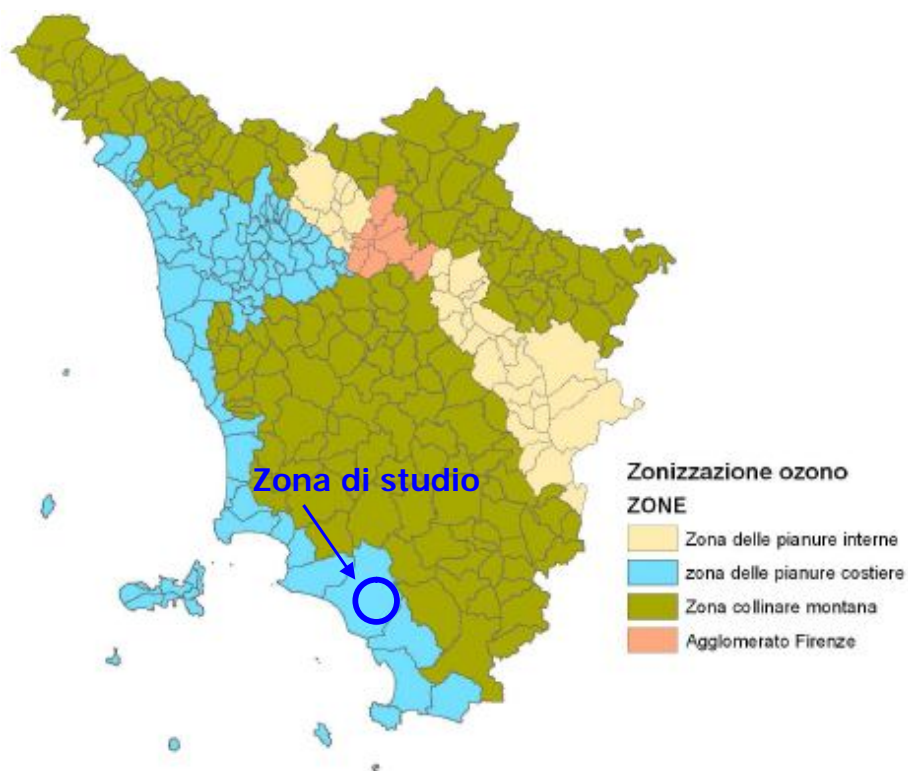 Zona di studio
Zonizzazione ozono
ZONE
Zona delle pianure interne
zona delle pianure costiere
Zona collinare montana
Agglomerato Firenze